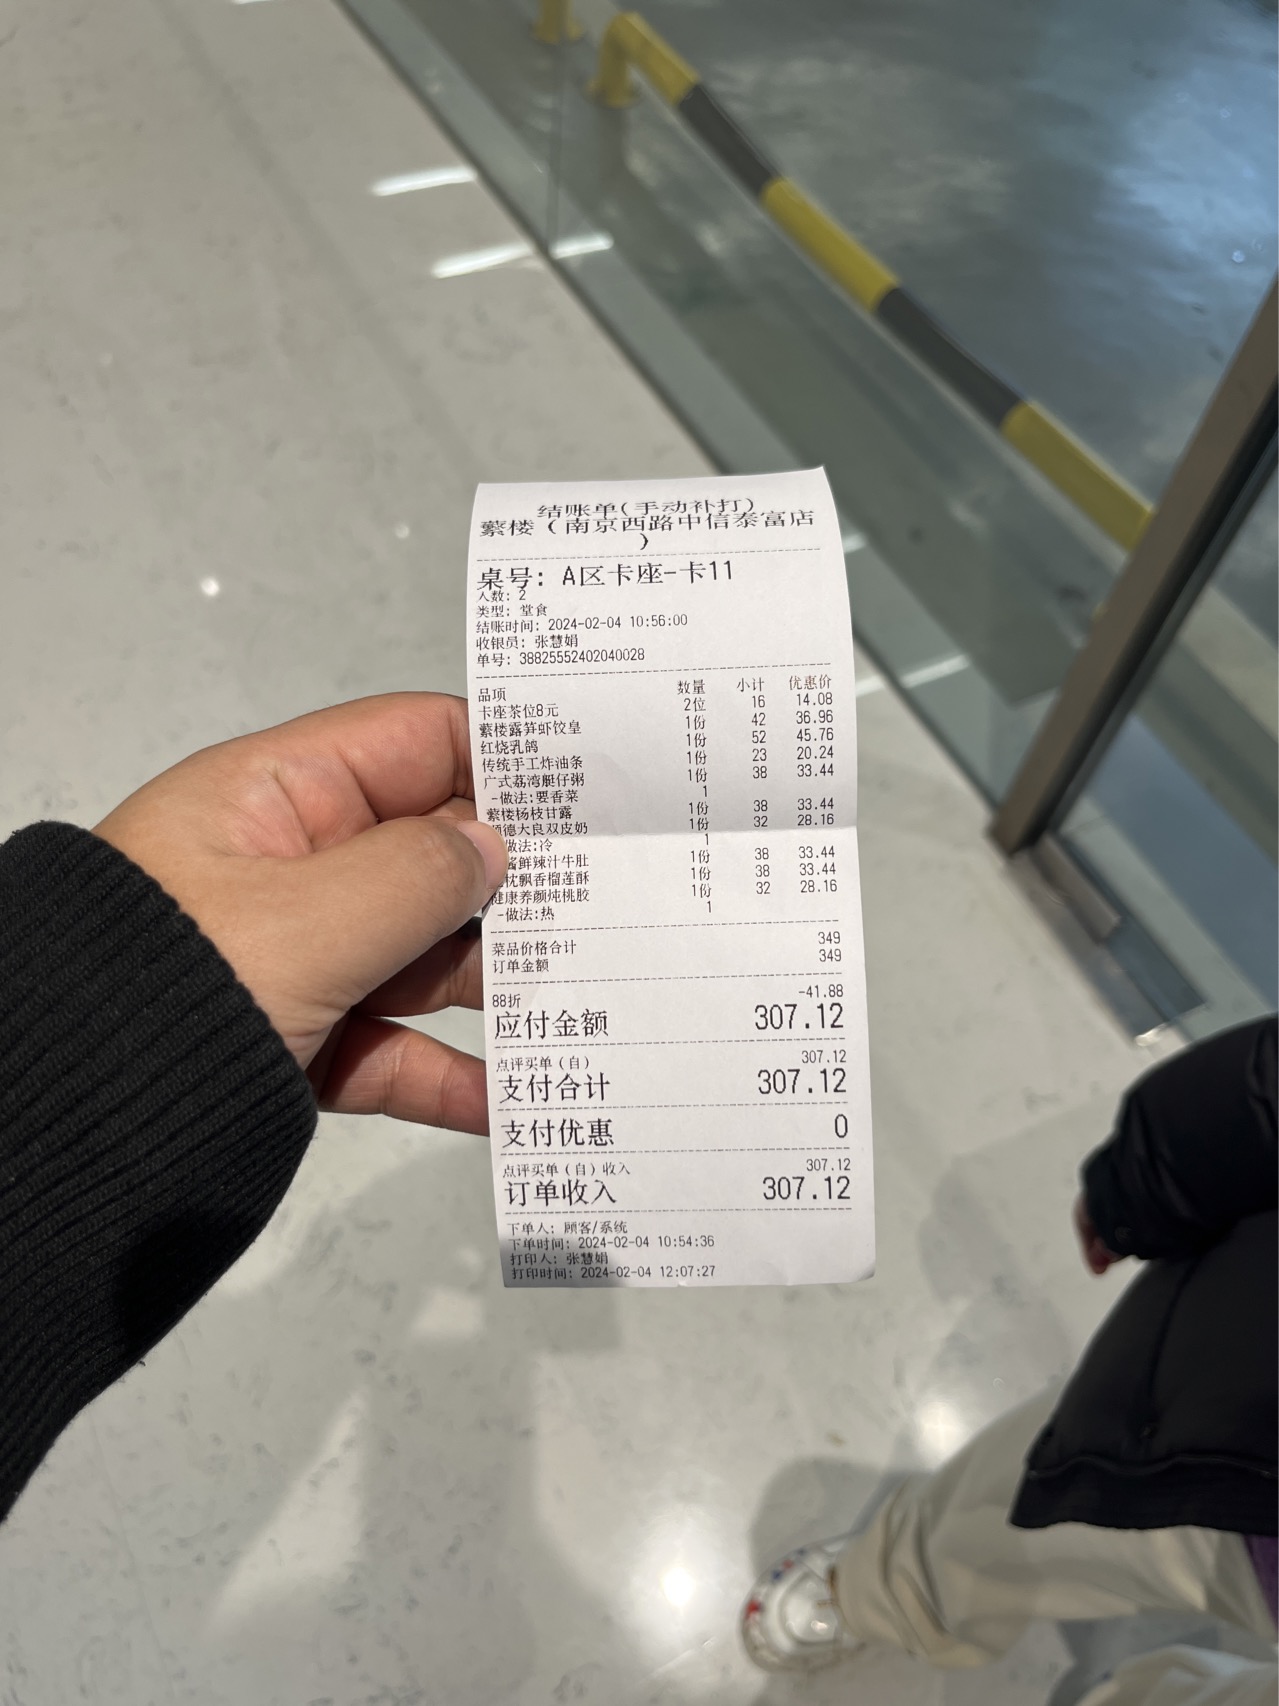 结账单(手动补打)
蘩楼(南京西路中信泰富店
)
桌号: A区卡座-卡11
人数: 2
类型: 堂食
结账时间: 2024-02-04 10:56:00
收银员: 张慧娟
单号: 38825552402040028
品项 数量 小计 优惠价
卡座茶位8元 2位 16 14.08
蘩楼露笋虾饺皇 1份 42 36.96
红烧乳鸽 1份 52 45.76
传统手工炸油条 1份 23 20.24
广式荔湾艇仔粥 1份 38 33.44
-做法:要香菜 1
蘩楼杨枝甘露 1份 38 33.44
德大良双皮奶 1份 32 28.16
做法:冷 1
酱鲜辣汁牛肚 1份 38 33.44
枕飘香榴莲酥 1份 38 33.44
健康养颜炖桃胶 1份 32 28.16
-做法:热 1
菜品价格合计 349
订单金额 349
88折 -41.88
应付金额 307.12
点评买单(自) 307.12
支付合计 307.12
支付优惠 0
点评买单(自)收入 307.12
订单收入 307.12
下单人: 顾客/系统
下单时间: 2024-02-04 10:54:36
打印人: 张慧娟
打印时间: 2024-02-04 12:07:27